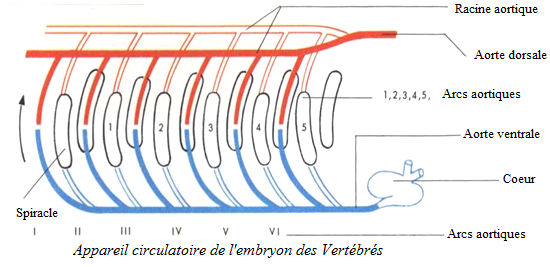 Racine aortique
Aorte dorsale
1,2,3,4,5, Arcs aortiques
1 2 3 4 5
Aorte ventrale
Coeur
Spiracle
I II III IV V VI Arcs aortiques
Appareil circulatoire de l'embryon des Vertébrés